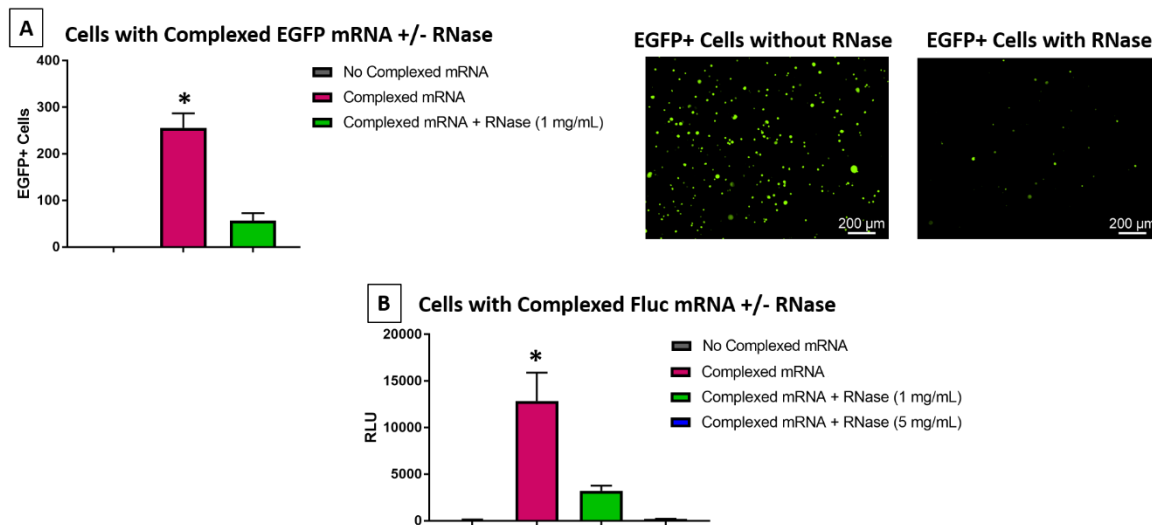 A
Cells with Complexed EGFP mRNA +/- RNase
400
300
200
100
0
EGFP+ Cells
*
No Complexed mRNA
Complexed mRNA
Complexed mRNA + RNase (1 mg/mL)
EGFP+ Cells without RNase
200 µm
EGFP+ Cells with RNase
200 µm
B
Cells with Complexed Fluc mRNA +/- RNase
20000
15000
10000
5000
0
RLU
*
No Complexed mRNA
Complexed mRNA
Complexed mRNA + RNase (1 mg/mL)
Complexed mRNA + RNase (5 mg/mL)